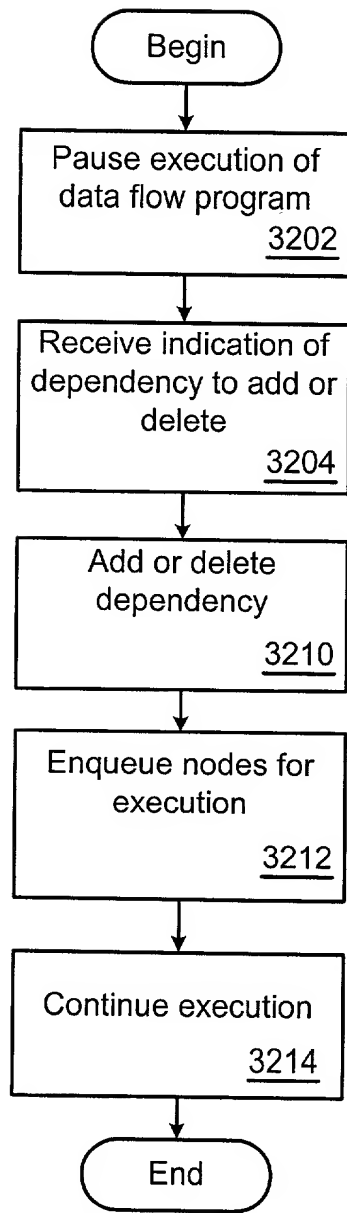 Begin
Pause execution of
data flow program
3202
Receive indication of
dependency to add or
delete
3204
Add or delete
dependency
3210
Enqueue nodes for
execution
3212
Continue execution
3214
End